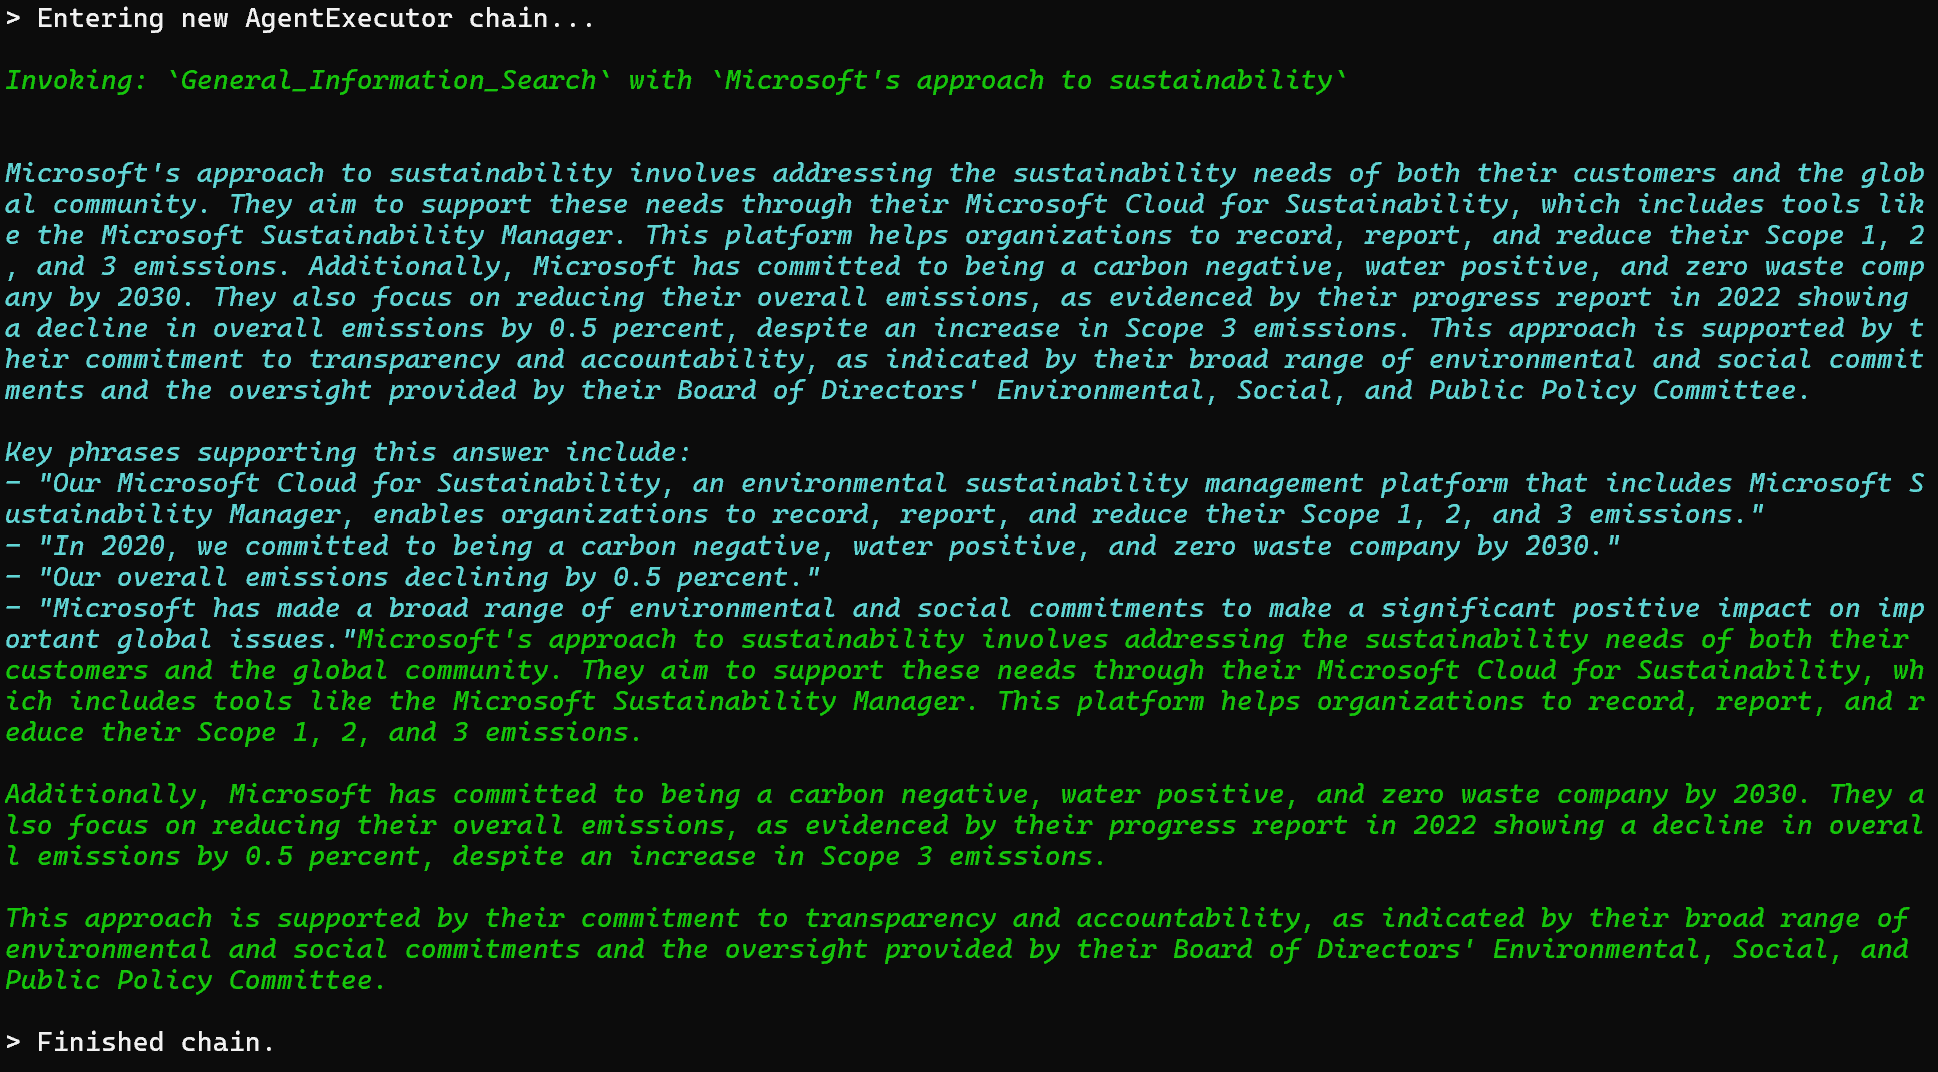 > Entering new AgentExecutor chain...
Invoking: `General_Information_Search` with `Microsoft's approach to sustainability`
Microsoft's approach to sustainability involves addressing the sustainability needs of both their customers and the glob
al community. They aim to support these needs through their Microsoft Cloud for Sustainability, which includes tools lik
e the Microsoft Sustainability Manager. This platform helps organizations to record, report, and reduce their Scope 1, 2
, and 3 emissions. Additionally, Microsoft has committed to being a carbon negative, water positive, and zero waste comp
any by 2030. They also focus on reducing their overall emissions, as evidenced by their progress report in 2022 showing
a decline in overall emissions by 0.5 percent, despite an increase in Scope 3 emissions. This approach is supported by t
heir commitment to transparency and accountability, as indicated by their broad range of environmental and social commit
ments and the oversight provided by their Board of Directors' Environmental, Social, and Public Policy Committee.
Key phrases supporting this answer include:
- "Our Microsoft Cloud for Sustainability, an environmental sustainability management platform that includes Microsoft S
ustainability Manager, enables organizations to record, report, and reduce their Scope 1, 2, and 3 emissions."
- "In 2020, we committed to being a carbon negative, water positive, and zero waste company by 2030."
- "Our overall emissions declining by 0.5 percent."
- "Microsoft has made a broad range of environmental and social commitments to make a significant positive impact on imp
ortant global issues."Microsoft's approach to sustainability involves addressing the sustainability needs of both their
customers and the global community. They aim to support these needs through their Microsoft Cloud for Sustainability, wh
ich includes tools like the Microsoft Sustainability Manager. This platform helps organizations to record, report, and r
educe their Scope 1, 2, and 3 emissions.
Additionally, Microsoft has committed to being a carbon negative, water positive, and zero waste company by 2030. They a
lso focus on reducing their overall emissions, as evidenced by their progress report in 2022 showing a decline in overal
l emissions by 0.5 percent, despite an increase in Scope 3 emissions.
This approach is supported by their commitment to transparency and accountability, as indicated by their broad range of
environmental and social commitments and the oversight provided by their Board of Directors' Environmental, Social, and
Public Policy Committee.
> Finished chain.